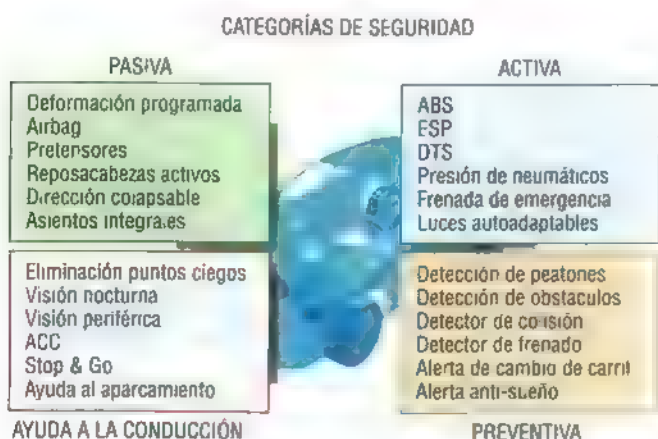 CATEGORÍAS DE SEGURIDAD
PASIVA
Deformación programada
Airbag
Pretensores
Reposacabezas activos
Dirección colapsable
Asientos integrales
ACTIVA
ABS
ESP
DTS
Presión de neumáticos
Frenada de emergencia
Luces autoadaptables
Eliminación puntos ciegos
Visión nocturna
Visión periférica
ACC
Stop & Go
Ayuda al aparcamiento
AYUDA A LA CONDUCCIÓN
Detección de peatones
Detección de obstaculos
Detector de colisión
Detector de frenado
Alerta de cambio de carril
Alerta anti-sueño
PREVENTIVA